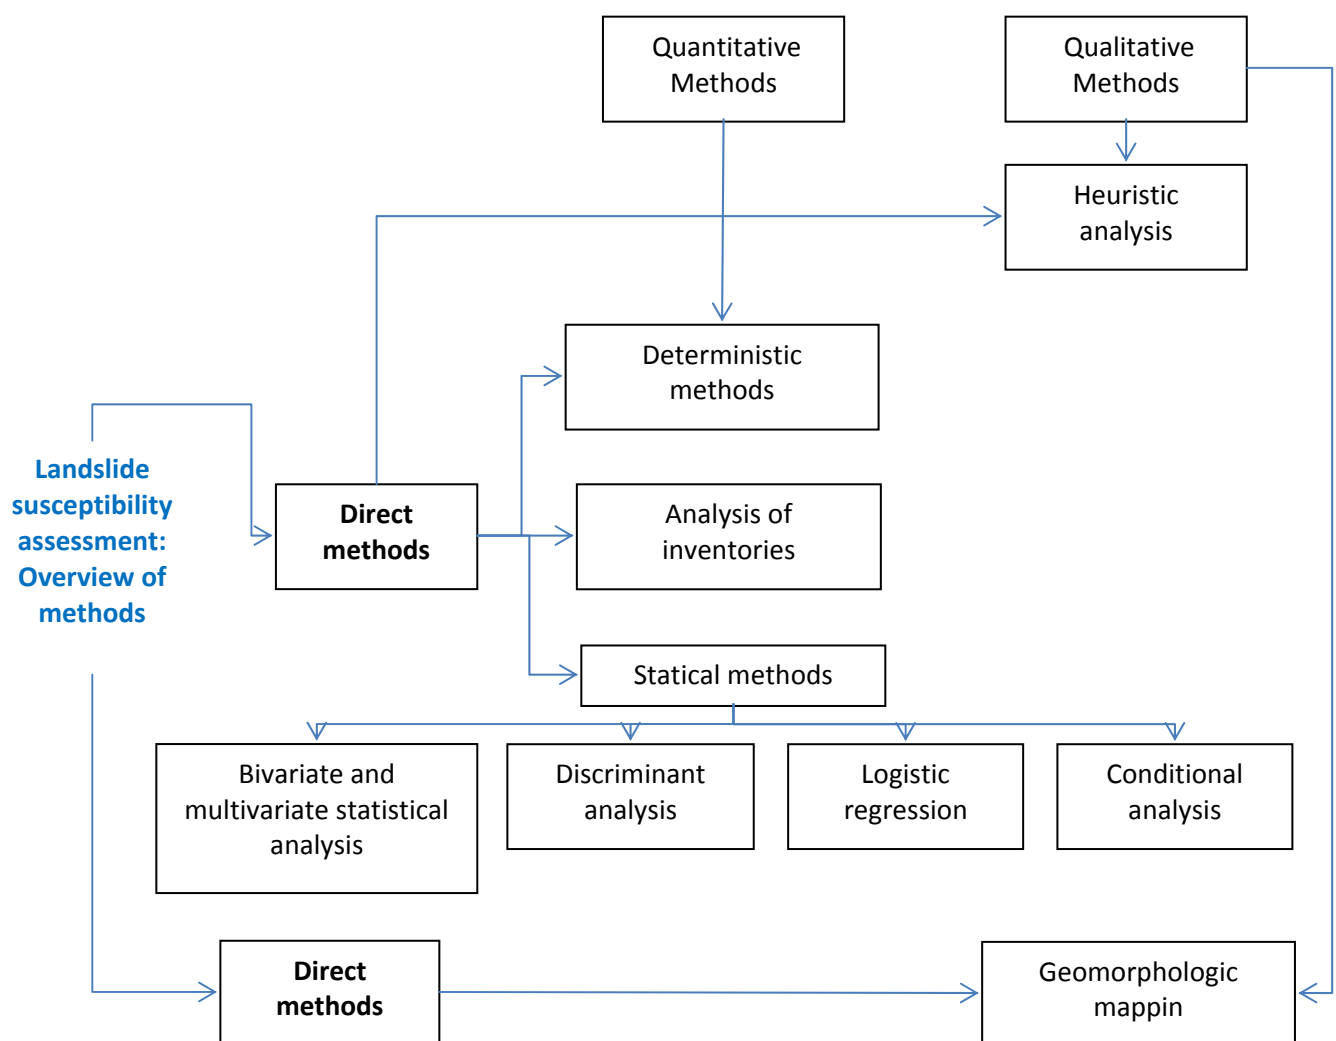 Quantitative
Methods
Qualitative
Methods
Heuristic
analysis
Deterministic
methods
Landslide
susceptibility
assessment:
Overview of
methods
Direct
methods
Analysis of
inventories
Statical methods
Bivariate and
multivariate statistical
analysis
Discriminant
analysis
Logistic
regression
Conditional
analysis
Direct
methods
Geomorphologic
mappin